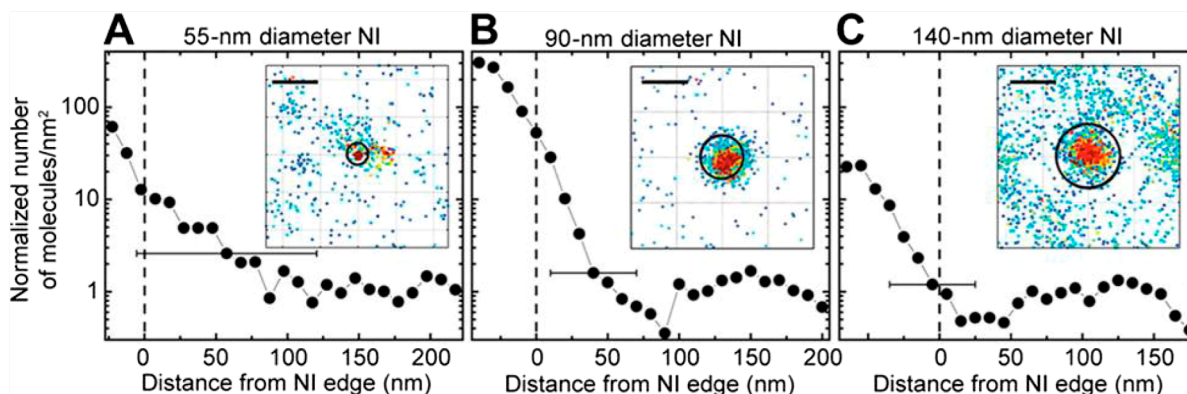 A B C
55-nm diameter NI 90-nm diameter NI 140-nm diameter NI
Normalized number
of molecules/nm²
100
10
1
0 50 100 150 200 0 50 100 150 200 0 50 100 150
Distance from NI edge (nm) Distance from NI edge (nm) Distance from NI edge (nm)